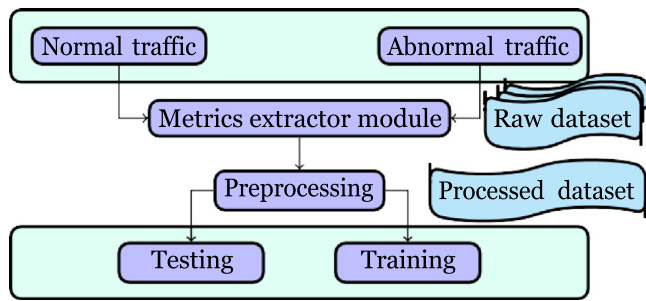 Normal traffic
Abnormal traffic
Metrics extractor module
Raw dataset
Preprocessing
Processed dataset
Testing
Training